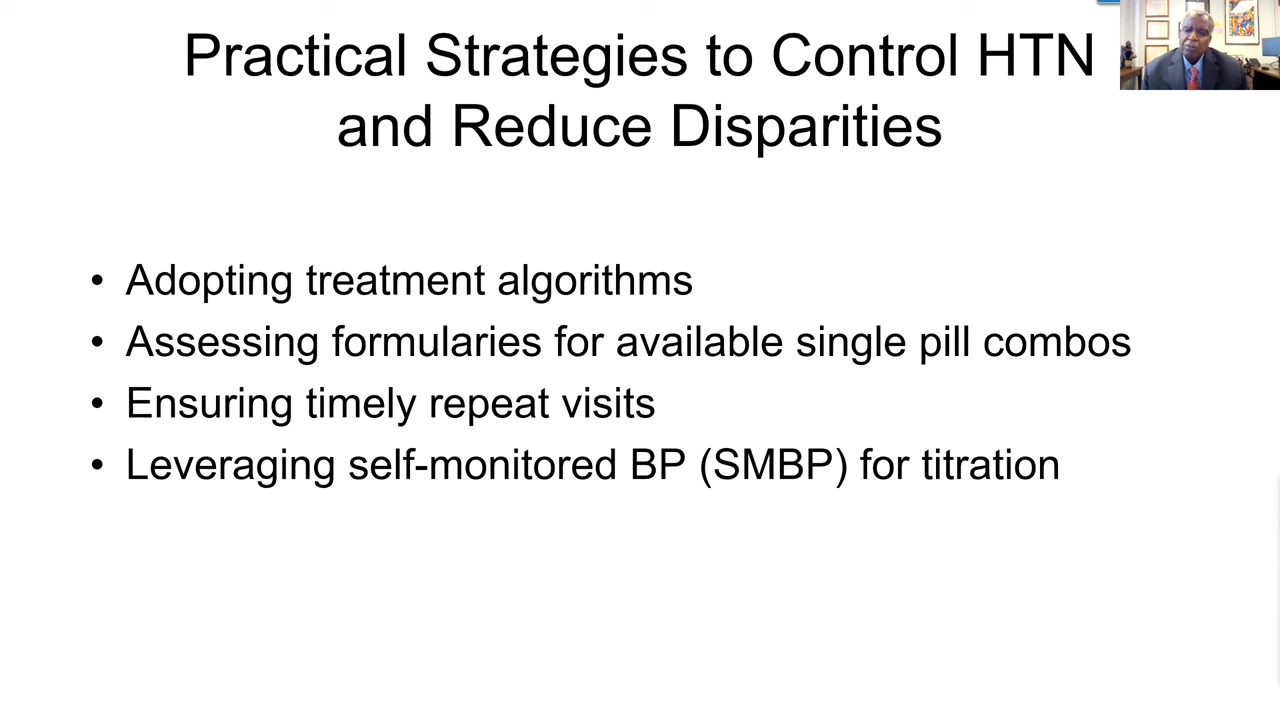 Practical Strategies to Control HTN
and Reduce Disparities
• Adopting treatment algorithms
• Assessing formularies for available single pill combos
• Ensuring timely repeat visits
• Leveraging self-monitored BP (SMBP) for titration